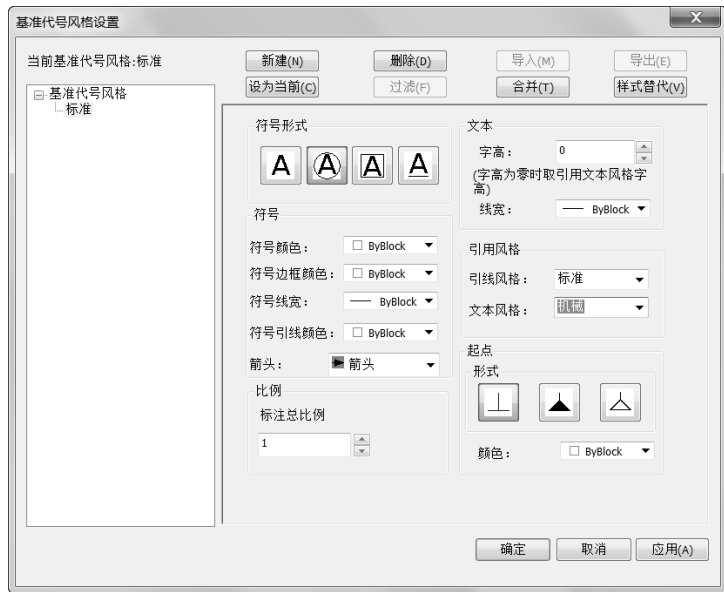 基准代号风格设置
当前基准代号风格:标准
新建(N)
删除(D)
导入(M)
导出(E)
设为当前(C)
过滤(F)
合并(T)
样式替代(V)
基准代号风格
标准
符号形式
A
A
A
A
符号
符号颜色：
ByBlock
符号边框颜色：
ByBlock
符号线宽：
ByBlock
符号引线颜色：
ByBlock
箭头：
箭头
比例
标注总比例
1
文本
字高：
0
(字高为零时取引用文本风格字
高)
线宽：
ByBlock
引用风格
引线风格：
标准
文本风格：
机械
起点
形式
颜色：
ByBlock
确定
取消
应用(A)